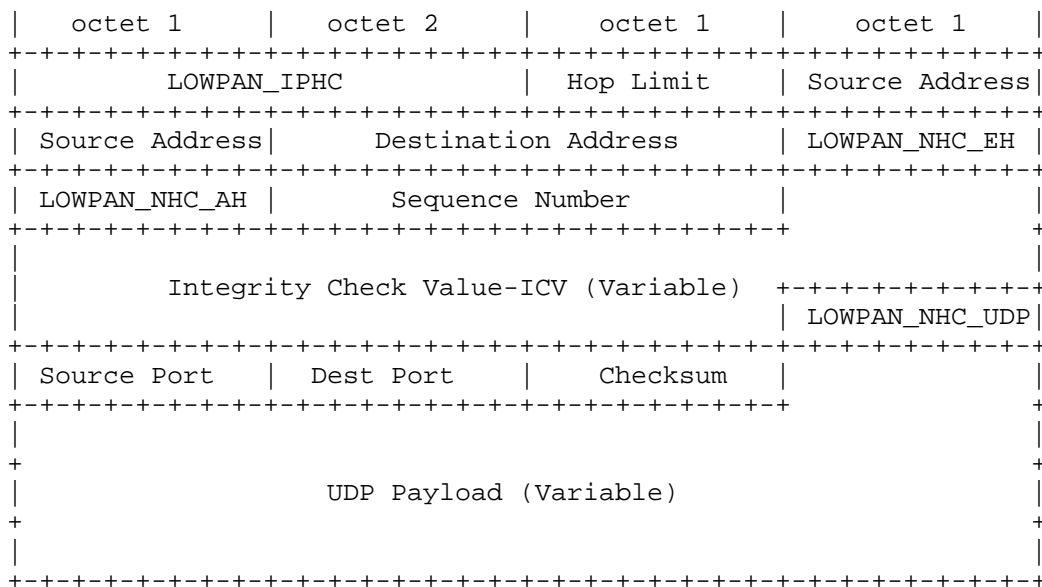 |   octet 1     |   octet 2     |    octet 1    |    octet 1    |
+-+-+-+-+-+-+-+-+-+-+-+-+-+-+-+-+-+-+-+-+-+-+-+-+-+-+-+-+-+-+-+-+
|         LOWPAN_IPHC           |  Hop Limit    | Source Address|
+-+-+-+-+-+-+-+-+-+-+-+-+-+-+-+-+-+-+-+-+-+-+-+-+-+-+-+-+-+-+-+-+
| Source Address|      Destination Address      | LOWPAN_NHC_EH |
+-+-+-+-+-+-+-+-+-+-+-+-+-+-+-+-+-+-+-+-+-+-+-+-+-+-+-+-+-+-+-+-+
| LOWPAN_NHC_AH |       Sequence Number         |               |
+-+-+-+-+-+-+-+-+-+-+-+-+-+-+-+-+-+-+-+-+-+-+-+-+               +
|                                                               |
|         Integrity Check Value-ICV (Variable)  +-+-+-+-+-+-+-+-+
|                                               | LOWPAN_NHC_UDP|
+-+-+-+-+-+-+-+-+-+-+-+-+-+-+-+-+-+-+-+-+-+-+-+-+-+-+-+-+-+-+-+-+
| Source Port   |  Dest Port    |    Checksum   |               |
+-+-+-+-+-+-+-+-+-+-+-+-+-+-+-+-+-+-+-+-+-+-+-+-+               +
|                                                               |
+                                                               +
|                   UDP Payload (Variable)                      |
+                                                               +
|                                                               |
+-+-+-+-+-+-+-+-+-+-+-+-+-+-+-+-+-+-+-+-+-+-+-+-+-+-+-+-+-+-+-+-+